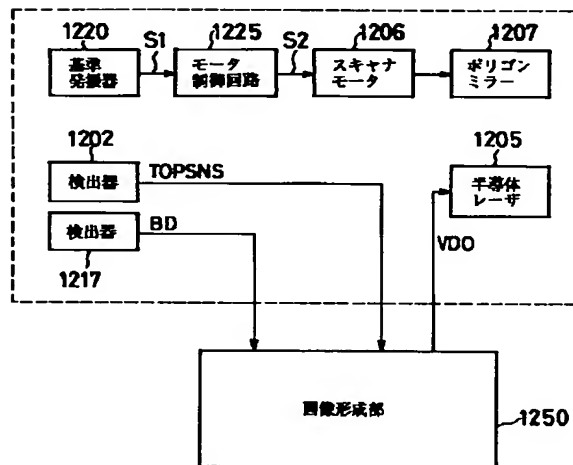 1220
S1
1225
S2
1206
1207
基準
発振器
モータ
制御回路
スキャナ
モータ
ポリゴン
ミラー
1202
検出器
TOPSNS
1205
半導体
レーザ
検出器
BD
1217
VDO
画像形成部
1250